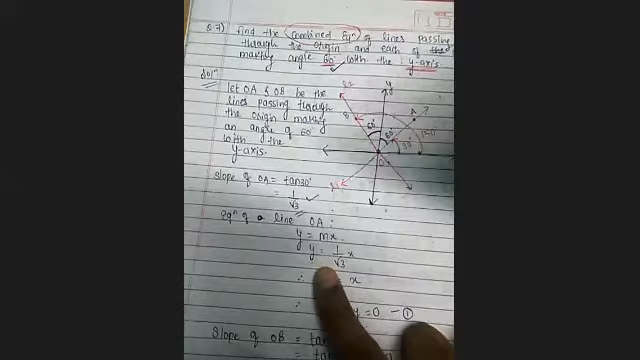 Q.7) Find the combined Eqn of lines passing
through the origin and each of
making angle 60° with the y-axis
Soln
let OA & OB be the
lines passing through
the origin making
an angle of 60°
with the
y-axis.
y
B
A
60°
60°
30°
O
Slope of OA = tan30°
= 1/√3
Eqn of a line OA:
y = mx.
y = 1/√3 x
∴ = x
∴ y = 0 - ①
Slope of OB = tan
= tan